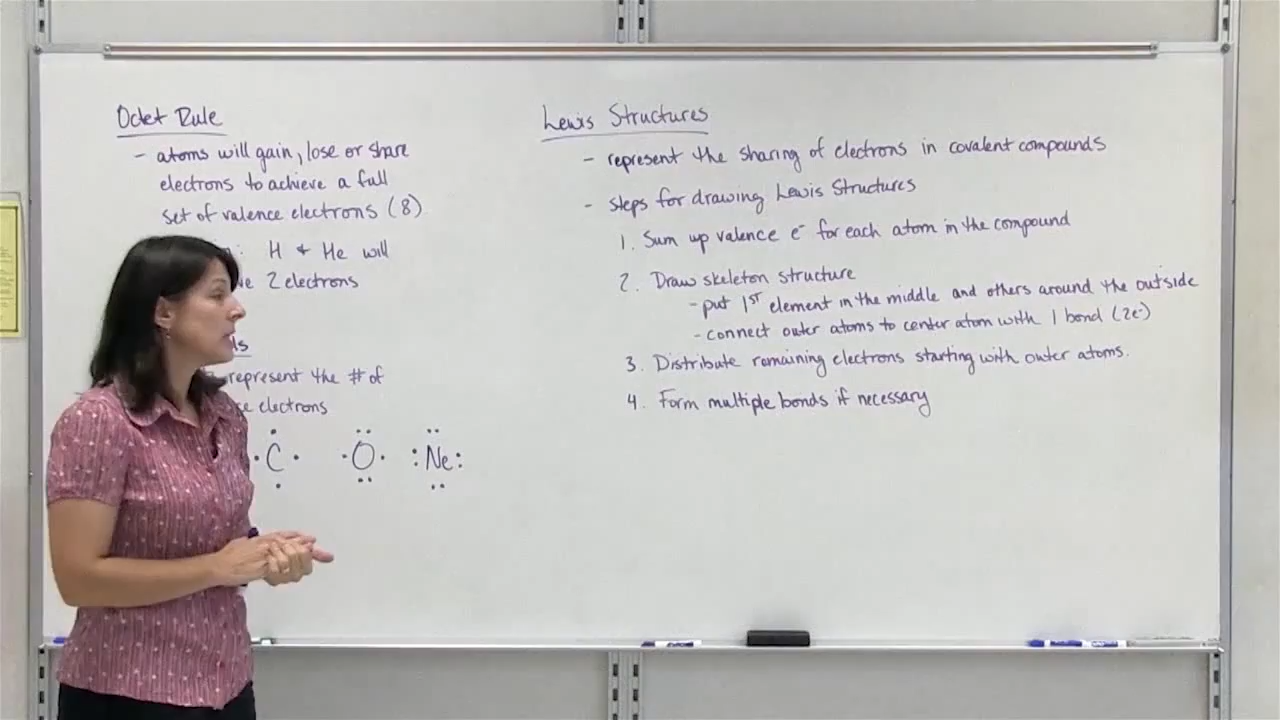 Octet Rule
- atoms will gain, lose or share
electrons to achieve a full
set of valence electrons (8)
: H + He will
2 electrons
represent the # of
electrons
C O Ne
Lewis Structures
- represent the sharing of electrons in covalent compounds
- steps for drawing Lewis Structures
1. Sum up valence e⁻ for each atom in the compound
2. Draw skeleton structure
- put 1ST element in the middle and others around the outside
- connect outer atoms to center atom with 1 bond (2e⁻)
3. Distribute remaining electrons starting with outer atoms.
4. Form multiple bonds if necessary